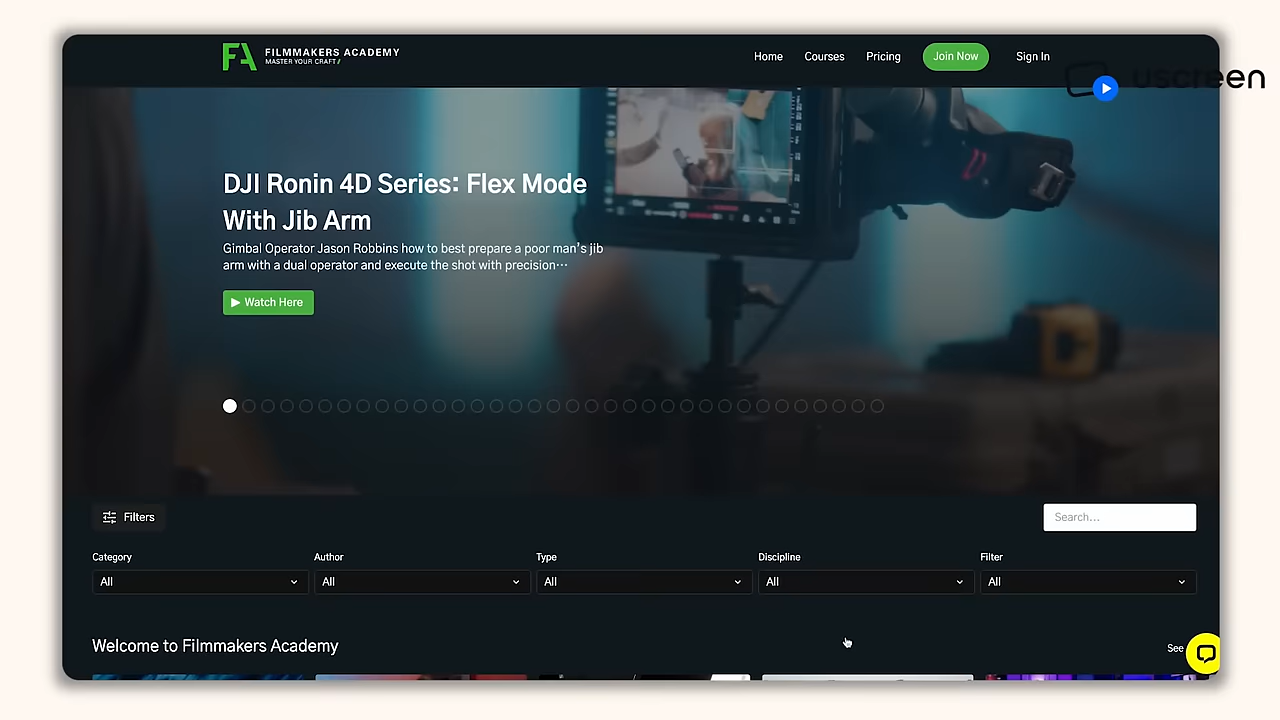 FILMMAKERS ACADEMY
MASTER YOUR CRAFT/
Home Courses Pricing Join Now Sign In
uscreen
DJI Ronin 4D Series: Flex Mode
With Jib Arm
Gimbal Operator Jason Robbins how to best prepare a poor man's jib
arm with a dual operator and execute the shot with precision···
Watch Here
Filters
Search...
Category Author Type Discipline Filter
All All All All All
Welcome to Filmmakers Academy
See